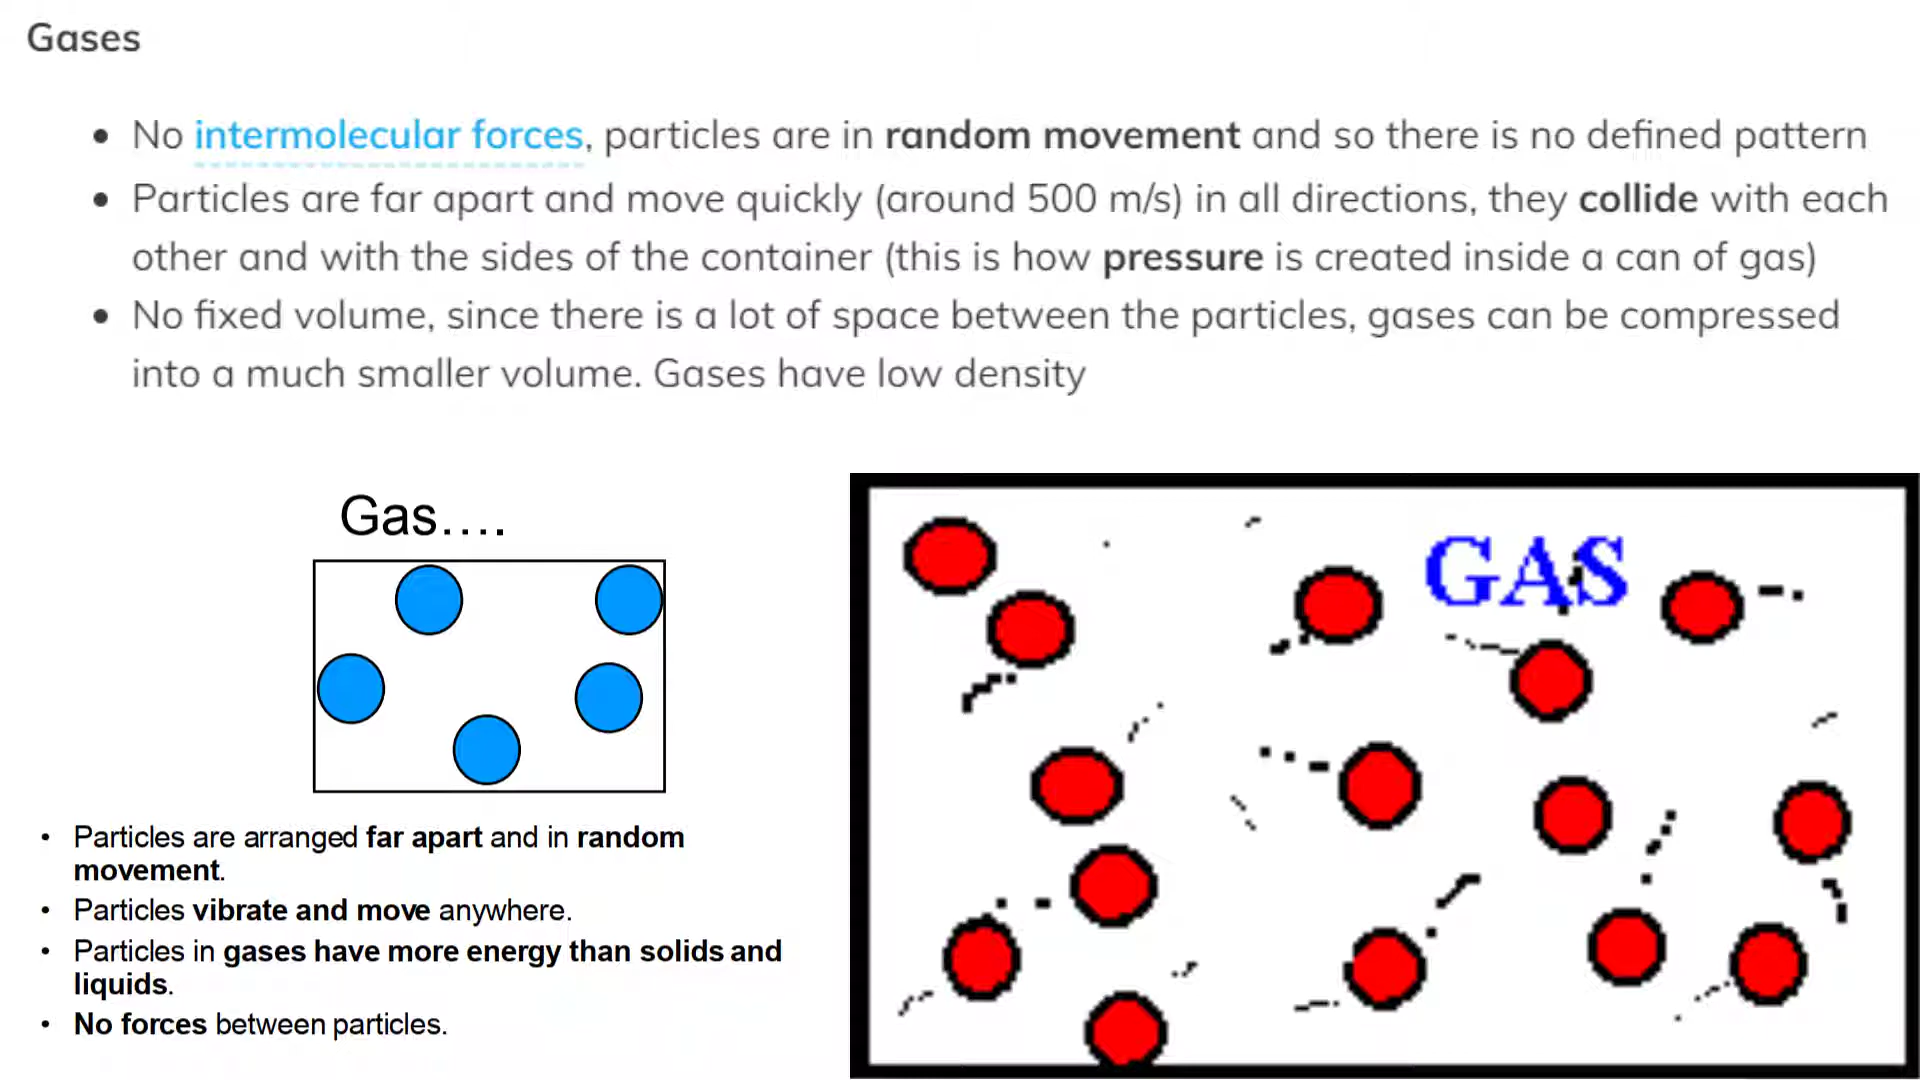 Gases
• No intermolecular forces, particles are in random movement and so there is no defined pattern
• Particles are far apart and move quickly (around 500 m/s) in all directions, they collide with each
other and with the sides of the container (this is how pressure is created inside a can of gas)
• No fixed volume, since there is a lot of space between the particles, gases can be compressed
into a much smaller volume. Gases have low density
Gas....
• Particles are arranged far apart and in random
movement.
• Particles vibrate and move anywhere.
• Particles in gases have more energy than solids and
liquids.
• No forces between particles.
GAS